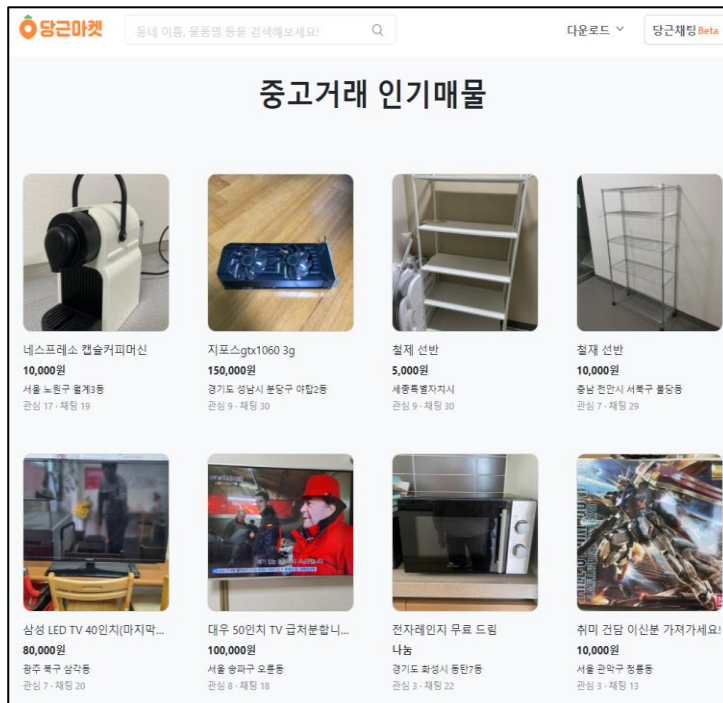 당근마켓
동네 이름, 물품명 등을 검색해보세요!
다운로드
당근채팅 Beta
중고거래 인기매물
네스프레소 캡슐커피머신
10,000원
서울 노원구 월계3동
관심 17 · 채팅 19
지포스gtx1060 3g
150,000원
경기도 성남시 분당구 야탑2동
관심 9 · 채팅 30
철제 선반
5,000원
세종특별자치시
관심 9 · 채팅 30
철재 선반
10,000원
충남 천안시 서북구 불당동
관심 7 · 채팅 29
삼성 LED TV 40인치(마지막...
80,000원
광주 북구 삼각동
관심 7 · 채팅 20
대우 50인치 TV 급처분합니...
100,000원
서울 송파구 오륜동
관심 8 · 채팅 18
전자레인지 무료 드림
나눔
경기도 화성시 동탄7동
관심 3 · 채팅 22
취미 건담 이신분 가져가세요!
10,000원
서울 관악구 청룡동
관심 3 · 채팅 13